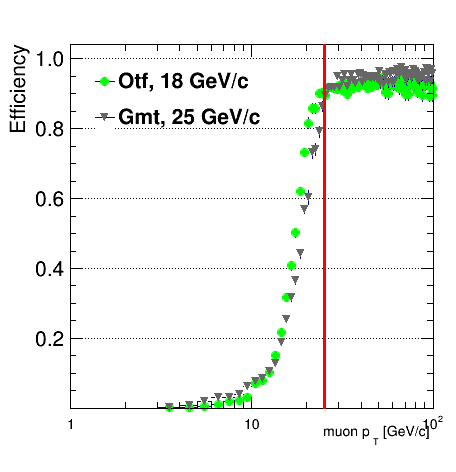 Efficiency
1.0
0.8
0.6
0.4
0.2
Otf, 18 GeV/c
Gmt, 25 GeV/c
1
10
10²
muon p_T [GeV/c]